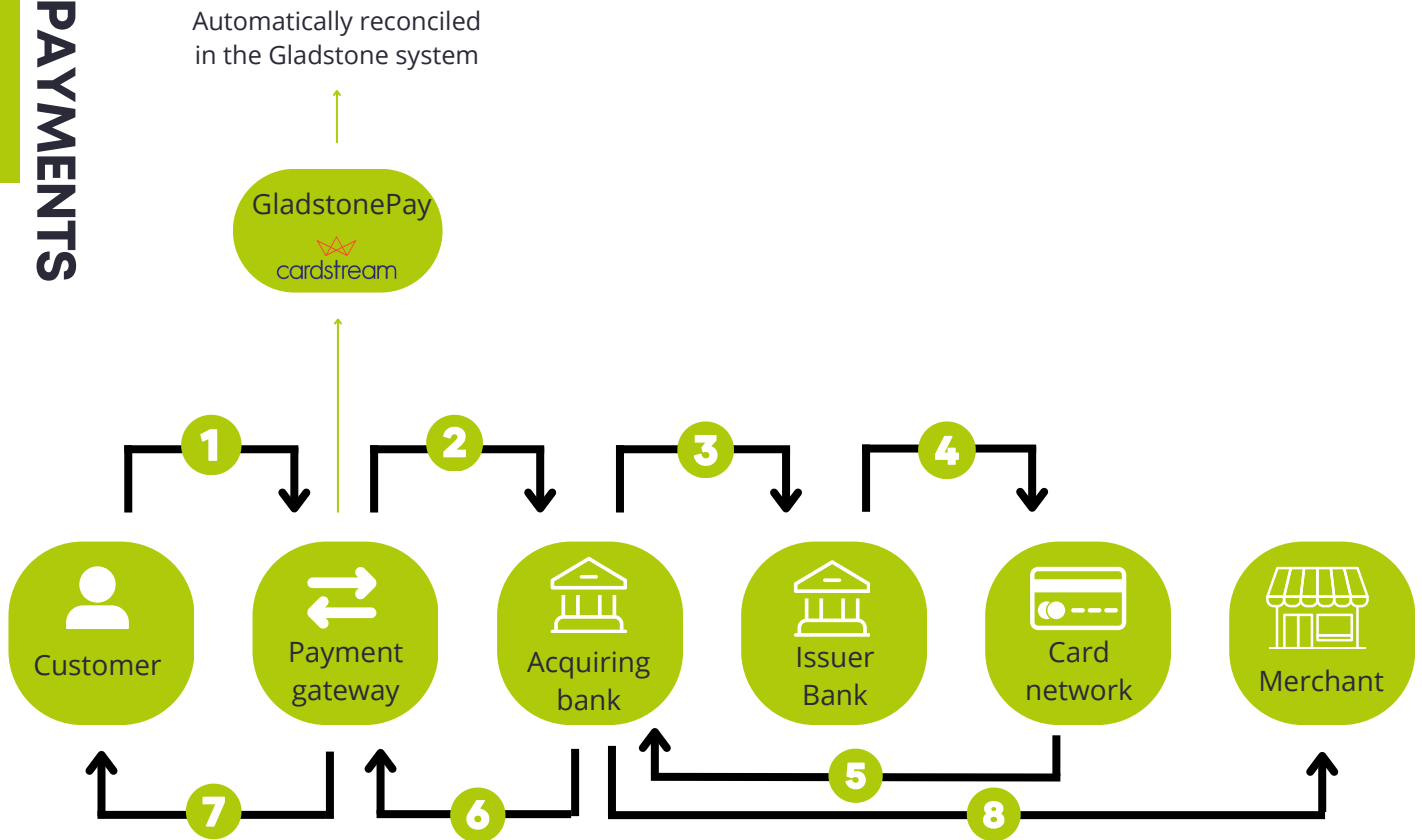 PAYMENTS
Automatically reconciled
in the Gladstone system
GladstonePay
cardstream
1
2
3
4
Customer
Payment
gateway
Acquiring
bank
Issuer
Bank
Card
network
Merchant
5
7
6
8